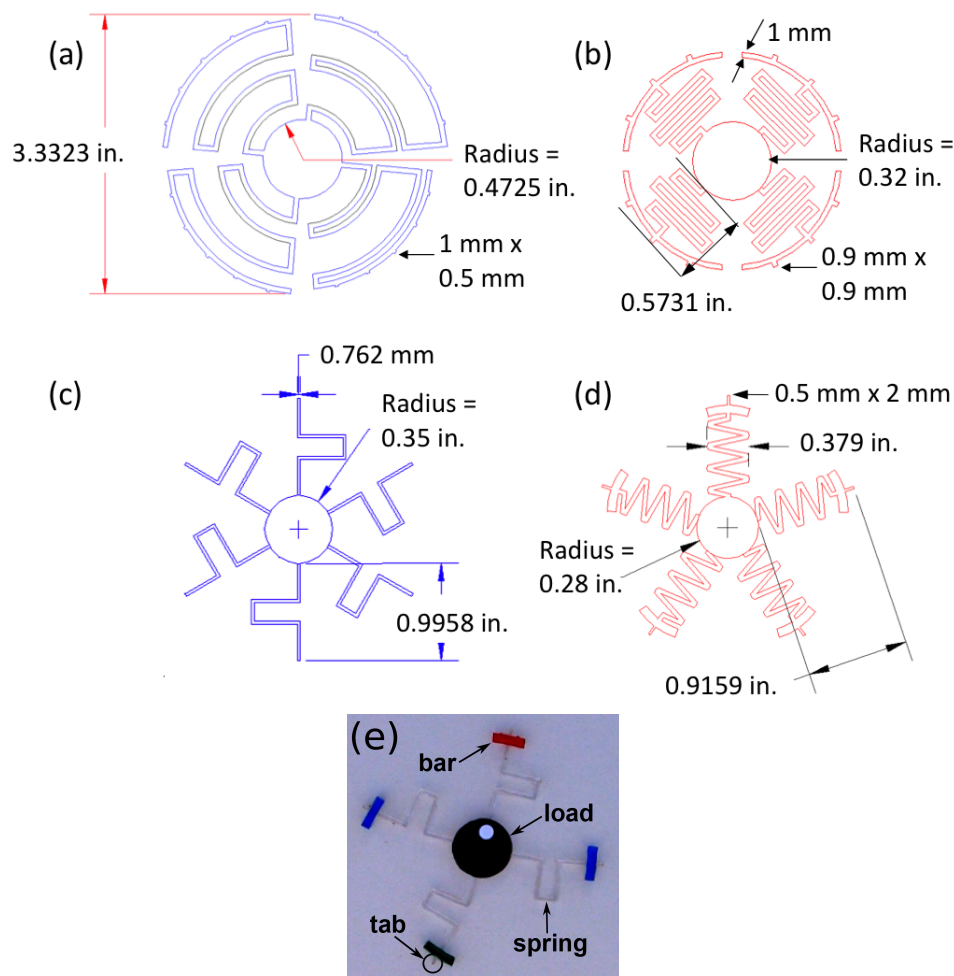 (a)
3.3323 in.
Radius =
0.4725 in.
1 mm x
0.5 mm
(b)
1 mm
Radius =
0.32 in.
0.9 mm x
0.9 mm
0.5731 in.
(c)
0.762 mm
Radius =
0.35 in.
0.9958 in.
(d)
0.5 mm x 2 mm
0.379 in.
Radius =
0.28 in.
0.9159 in.
(e)
bar
load
tab
spring